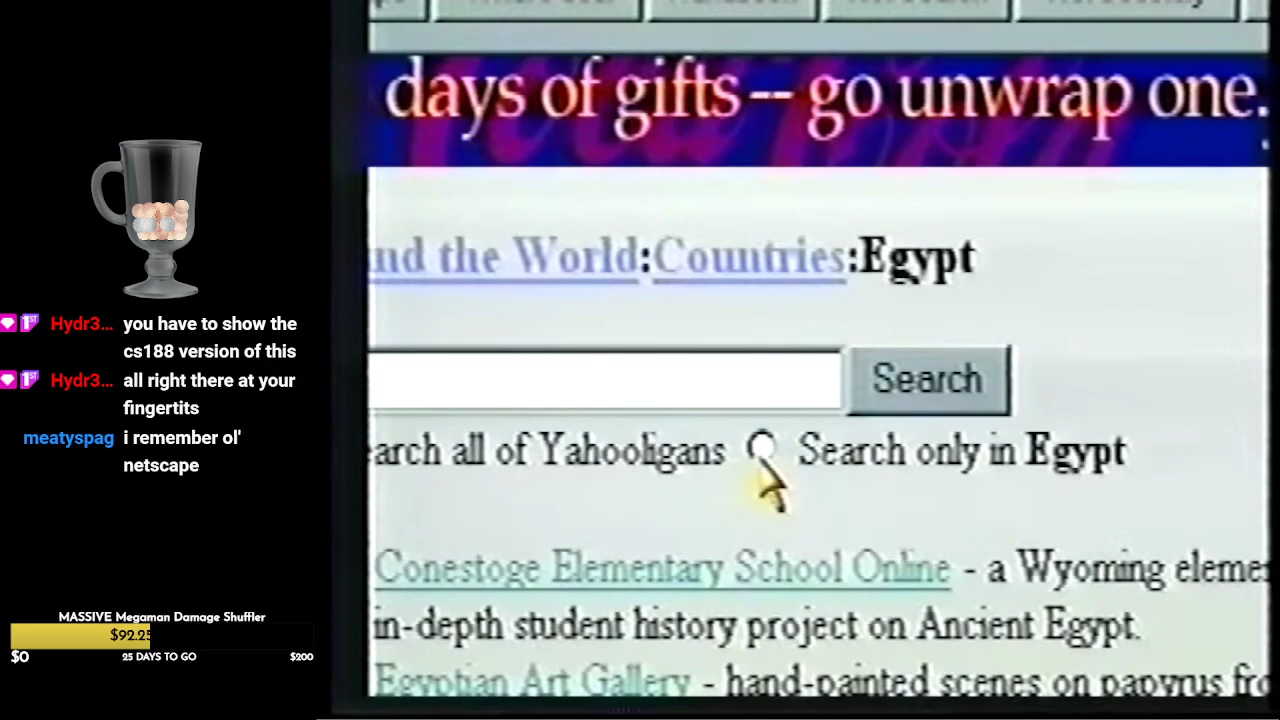 days of gifts -- go unwrap one.
nd the World:Countries:Egypt
Search
earch all of Yahooligans Search only in Egypt
Conestoge Elementary School Online - a Wyoming eleme
in-depth student history project on Ancient Egypt.
Egyptian Art Gallery - hand-painted scenes on papyrus fro
1ST Hydr3... you have to show the
cs188 version of this
1ST Hydr3... all right there at your
fingertits
meatyspag i remember ol'
netscape
MASSIVE Megaman Damage Shuffler
$92.25
$0 25 DAYS TO GO $200